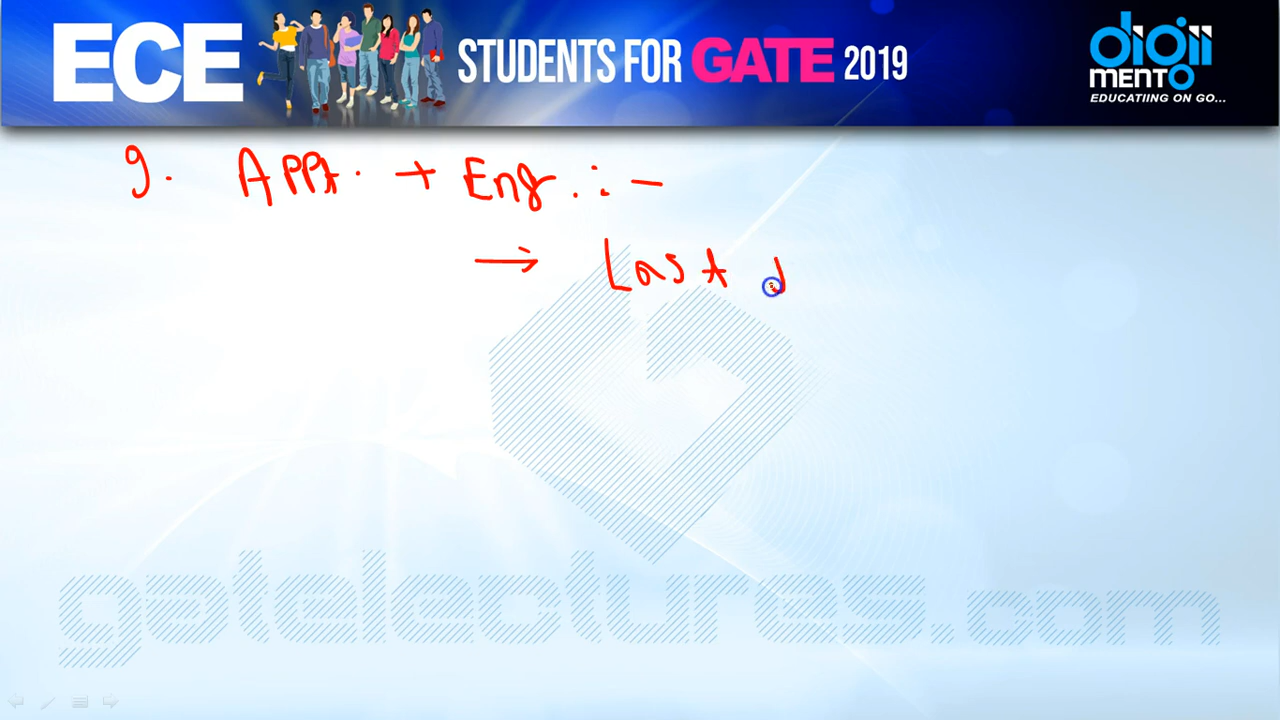 ECE STUDENTS FOR GATE 2019
digii
mento
EDUCATIING ON GO...
9. Appt. + Eng. :-
→ Last d
gatelectures.com